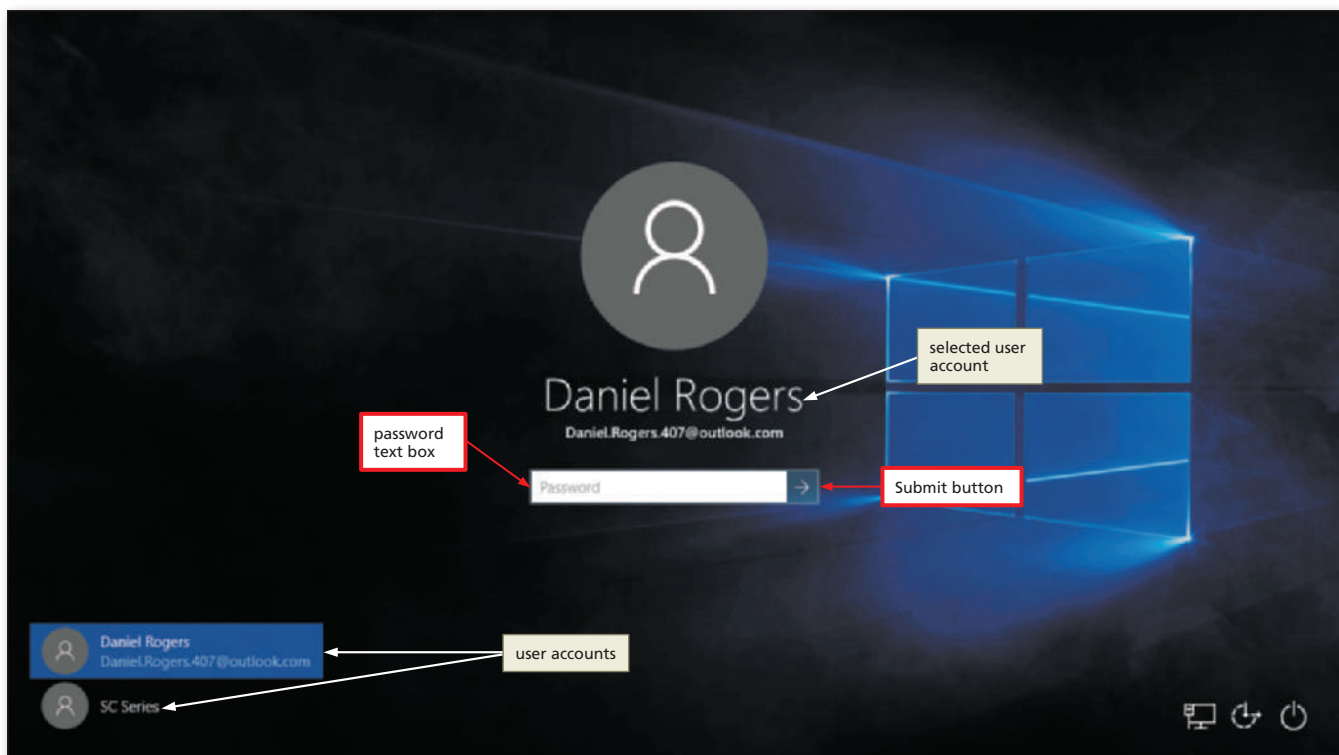 selected user
account
Daniel Rogers
Daniel.Rogers.407@outlook.com
password
text box
Password
Submit button
Daniel Rogers
Daniel.Rogers.407@outlook.com
user accounts
SC Series